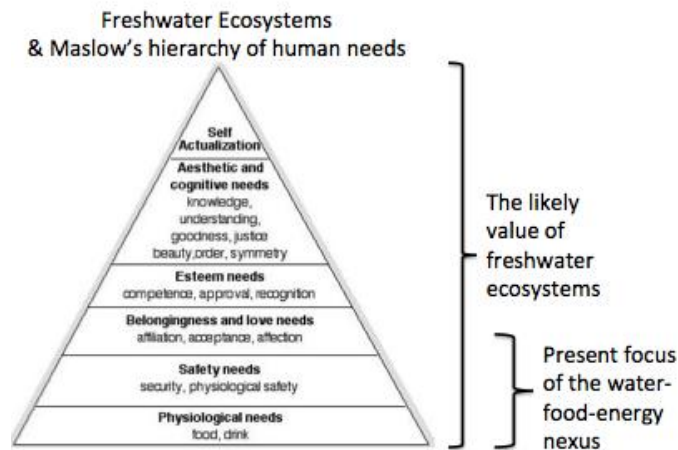 Freshwater Ecosystems
& Maslow's hierarchy of human needs
Self
Actualization
Aesthetic and
cognitive needs
knowledge,
understanding,
goodness, justice
beauty,order, symmetry
Esteem needs
competence, approval, recognition
Belongingness and love needs
affiliation, acceptance, affection
Safety needs
security, physiological safety
Physiological needs
food, drink
The likely
value of
freshwater
ecosystems
Present focus
of the water-
food-energy
nexus